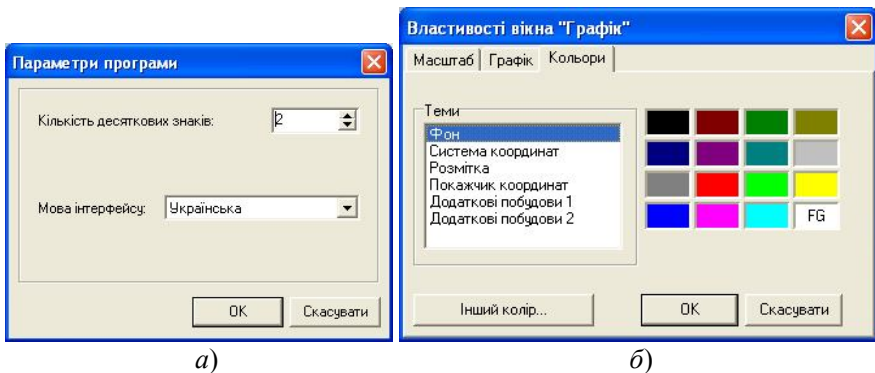 Параметри програми
Кількість десяткових знаків: 2
Мова інтерфейсу: Українська
OK Скасувати
а)
Властивості вікна "Графік"
Масштаб Графік Кольори
Теми
Фон
Система координат
Розмітка
Покажчик координат
Додаткові побудови 1
Додаткові побудови 2
FG
Інший колір... OK Скасувати
б)